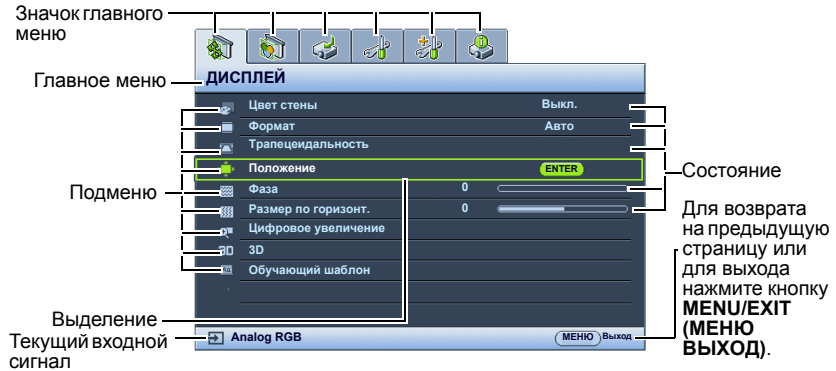 Значок главного
меню
Главное меню
ДИСПЛЕЙ
Цвет стены Выкл.
Формат Авто
Трапецеидальность
Положение ENTER
Фаза 0
Размер по горизонт. 0
Цифровое увеличение
3D
Обучающий шаблон
Подменю
Состояние
Для возврата
на предыдущую
страницу или
для выхода
нажмите кнопку
MENU/EXIT
(МЕНЮ
ВЫХОД).
Выделение
Текущий входной
сигнал
Analog RGB МЕНЮ Выход